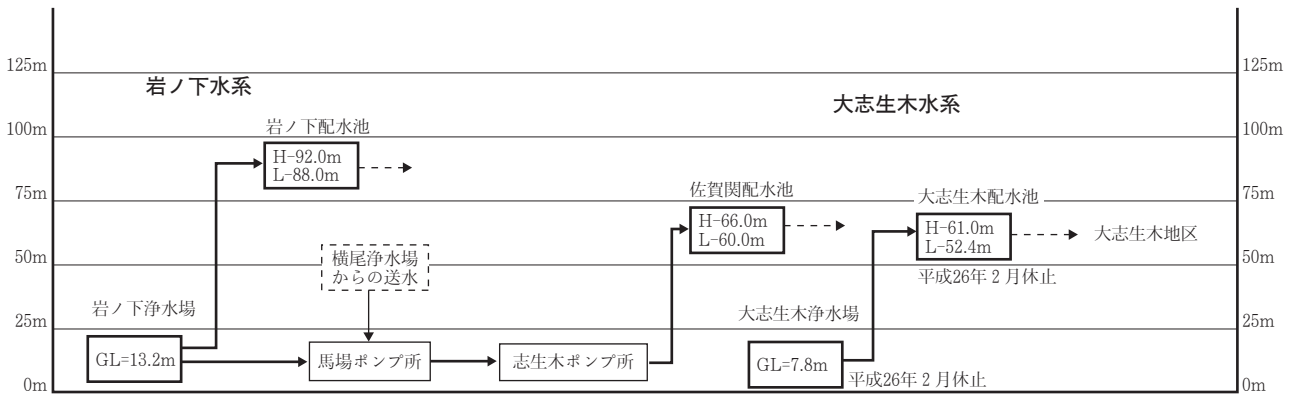 125m
100m
75m
50m
25m
0m
岩ノ下水系
岩ノ下配水池
H-92.0m
L-88.0m
横尾浄水場
からの送水
岩ノ下浄水場
GL=13.2m
馬場ポンプ所
志生木ポンプ所
大志生木水系
佐賀関配水池
H-66.0m
L-60.0m
大志生木配水池
H-61.0m
L-52.4m
大志生木地区
平成26年2月休止
大志生木浄水場
GL=7.8m
平成26年2月休止
125m
100m
75m
50m
25m
0m